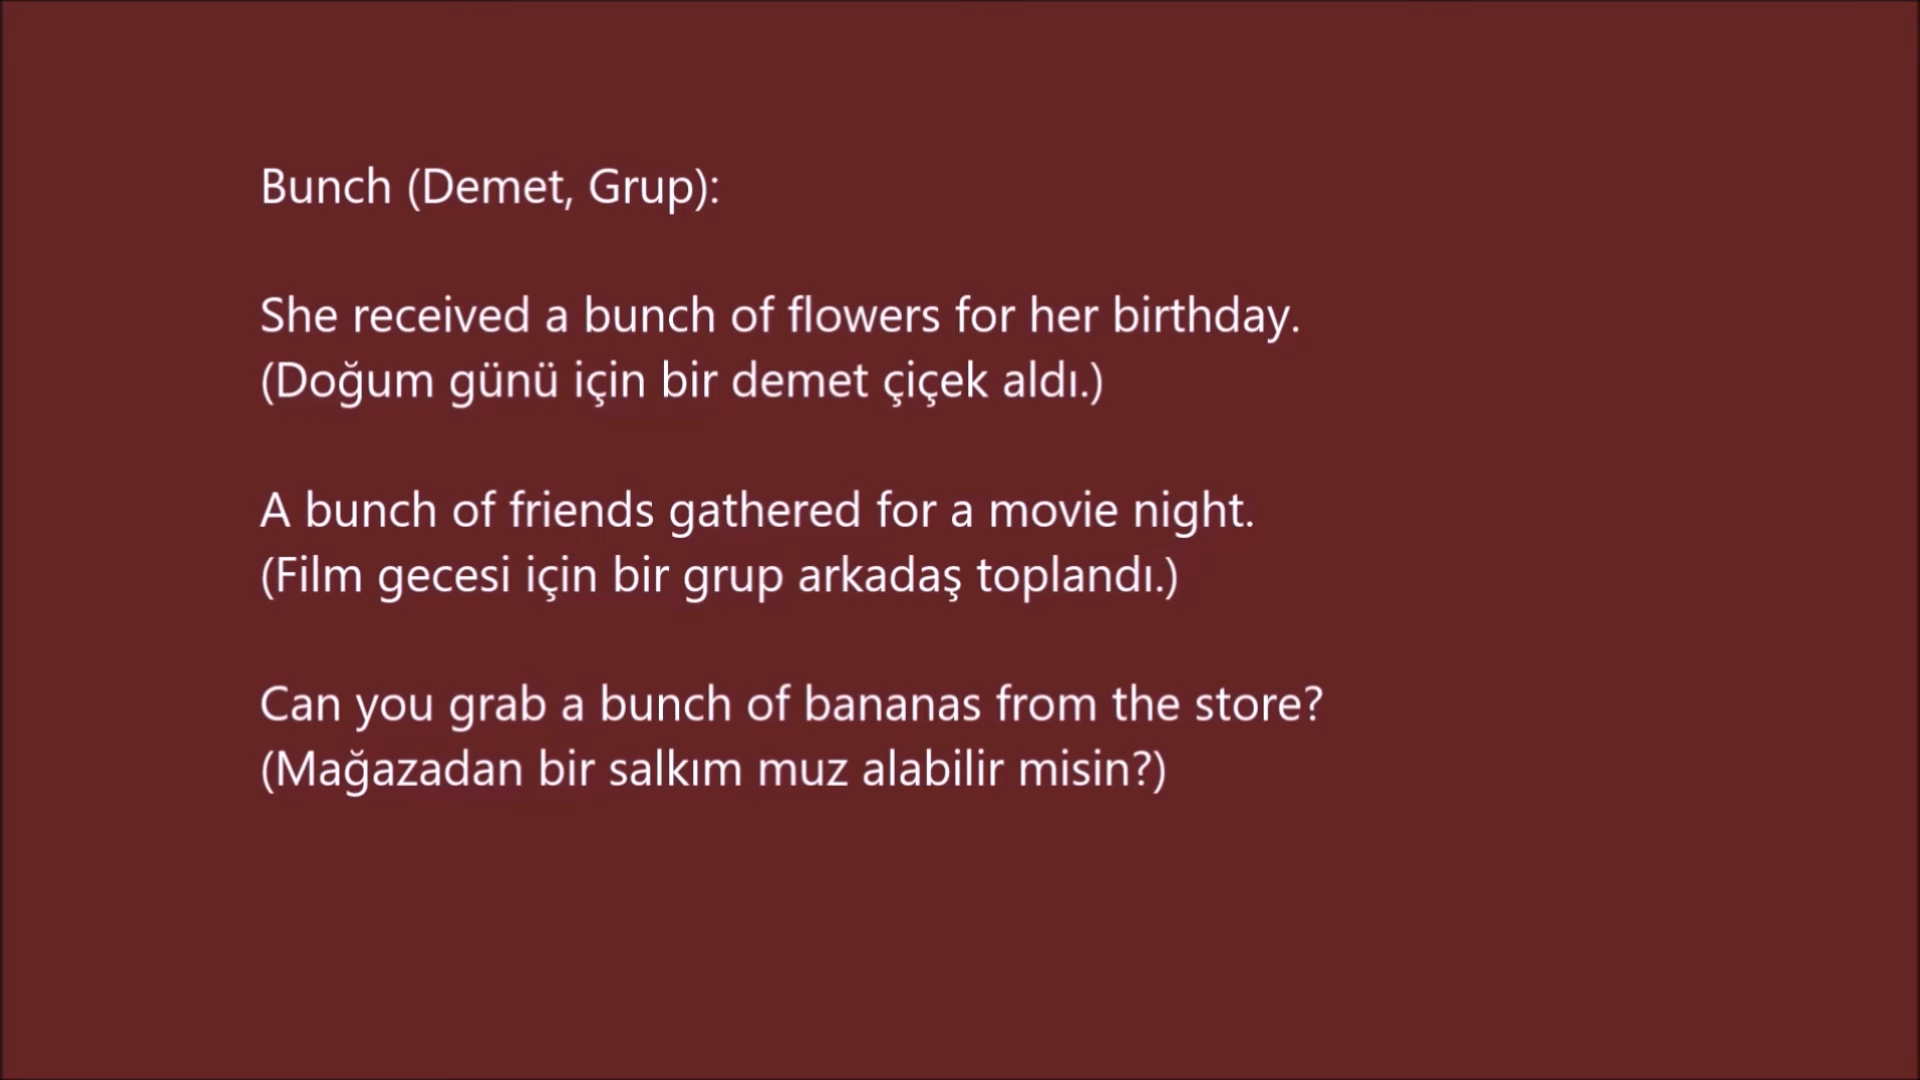 Bunch (Demet, Grup):
She received a bunch of flowers for her birthday.
(Doğum günü için bir demet çiçek aldı.)
A bunch of friends gathered for a movie night.
(Film gecesi için bir grup arkadaş toplandı.)
Can you grab a bunch of bananas from the store?
(Mağazadan bir salkım muz alabilir misin?)